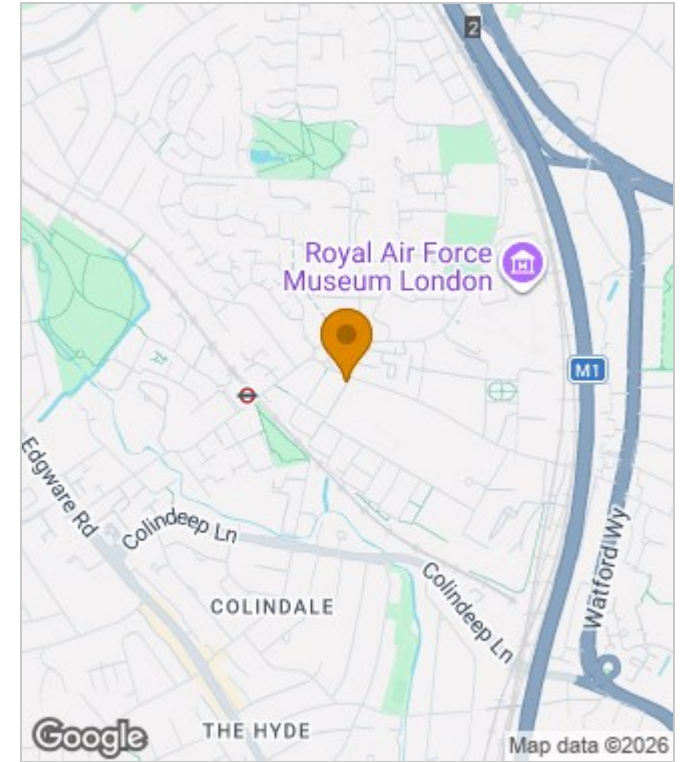 2
Royal Air Force
Museum London
M1
Edgware Rd
Colindeep Ln
Watford Wy
Colindeep Ln
COLINDALE
THE HYDE
Google
Map data ©2026